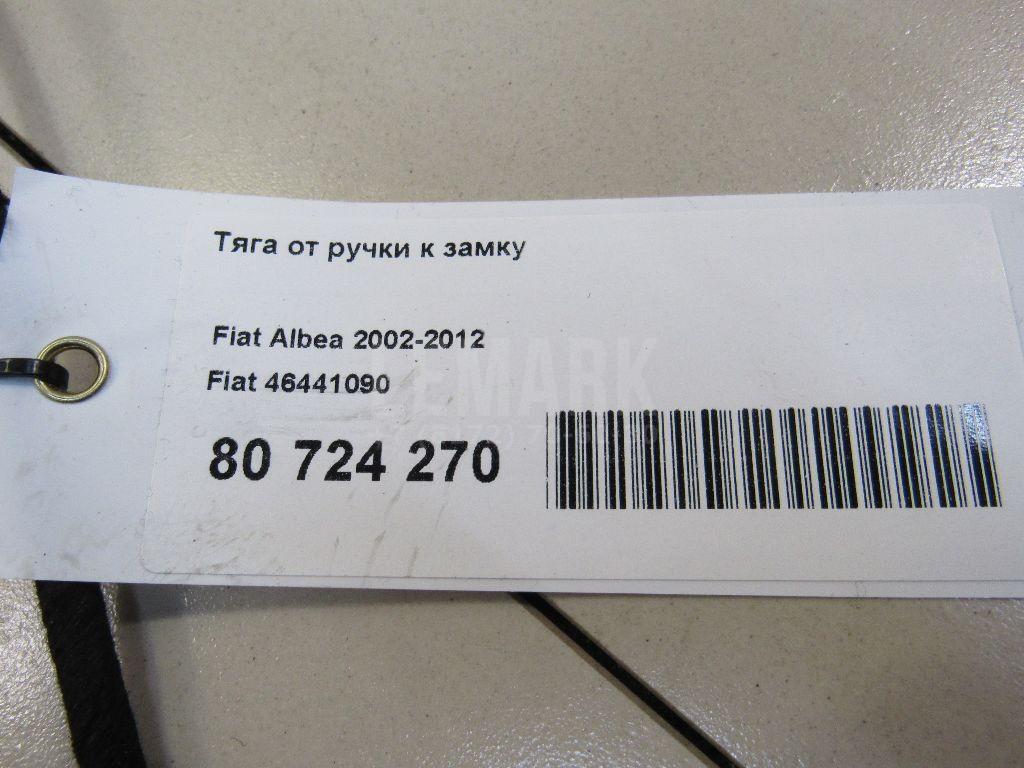 Тяга от ручки к замку
Fiat Albea 2002-2012
Fiat 46441090
80 724 270